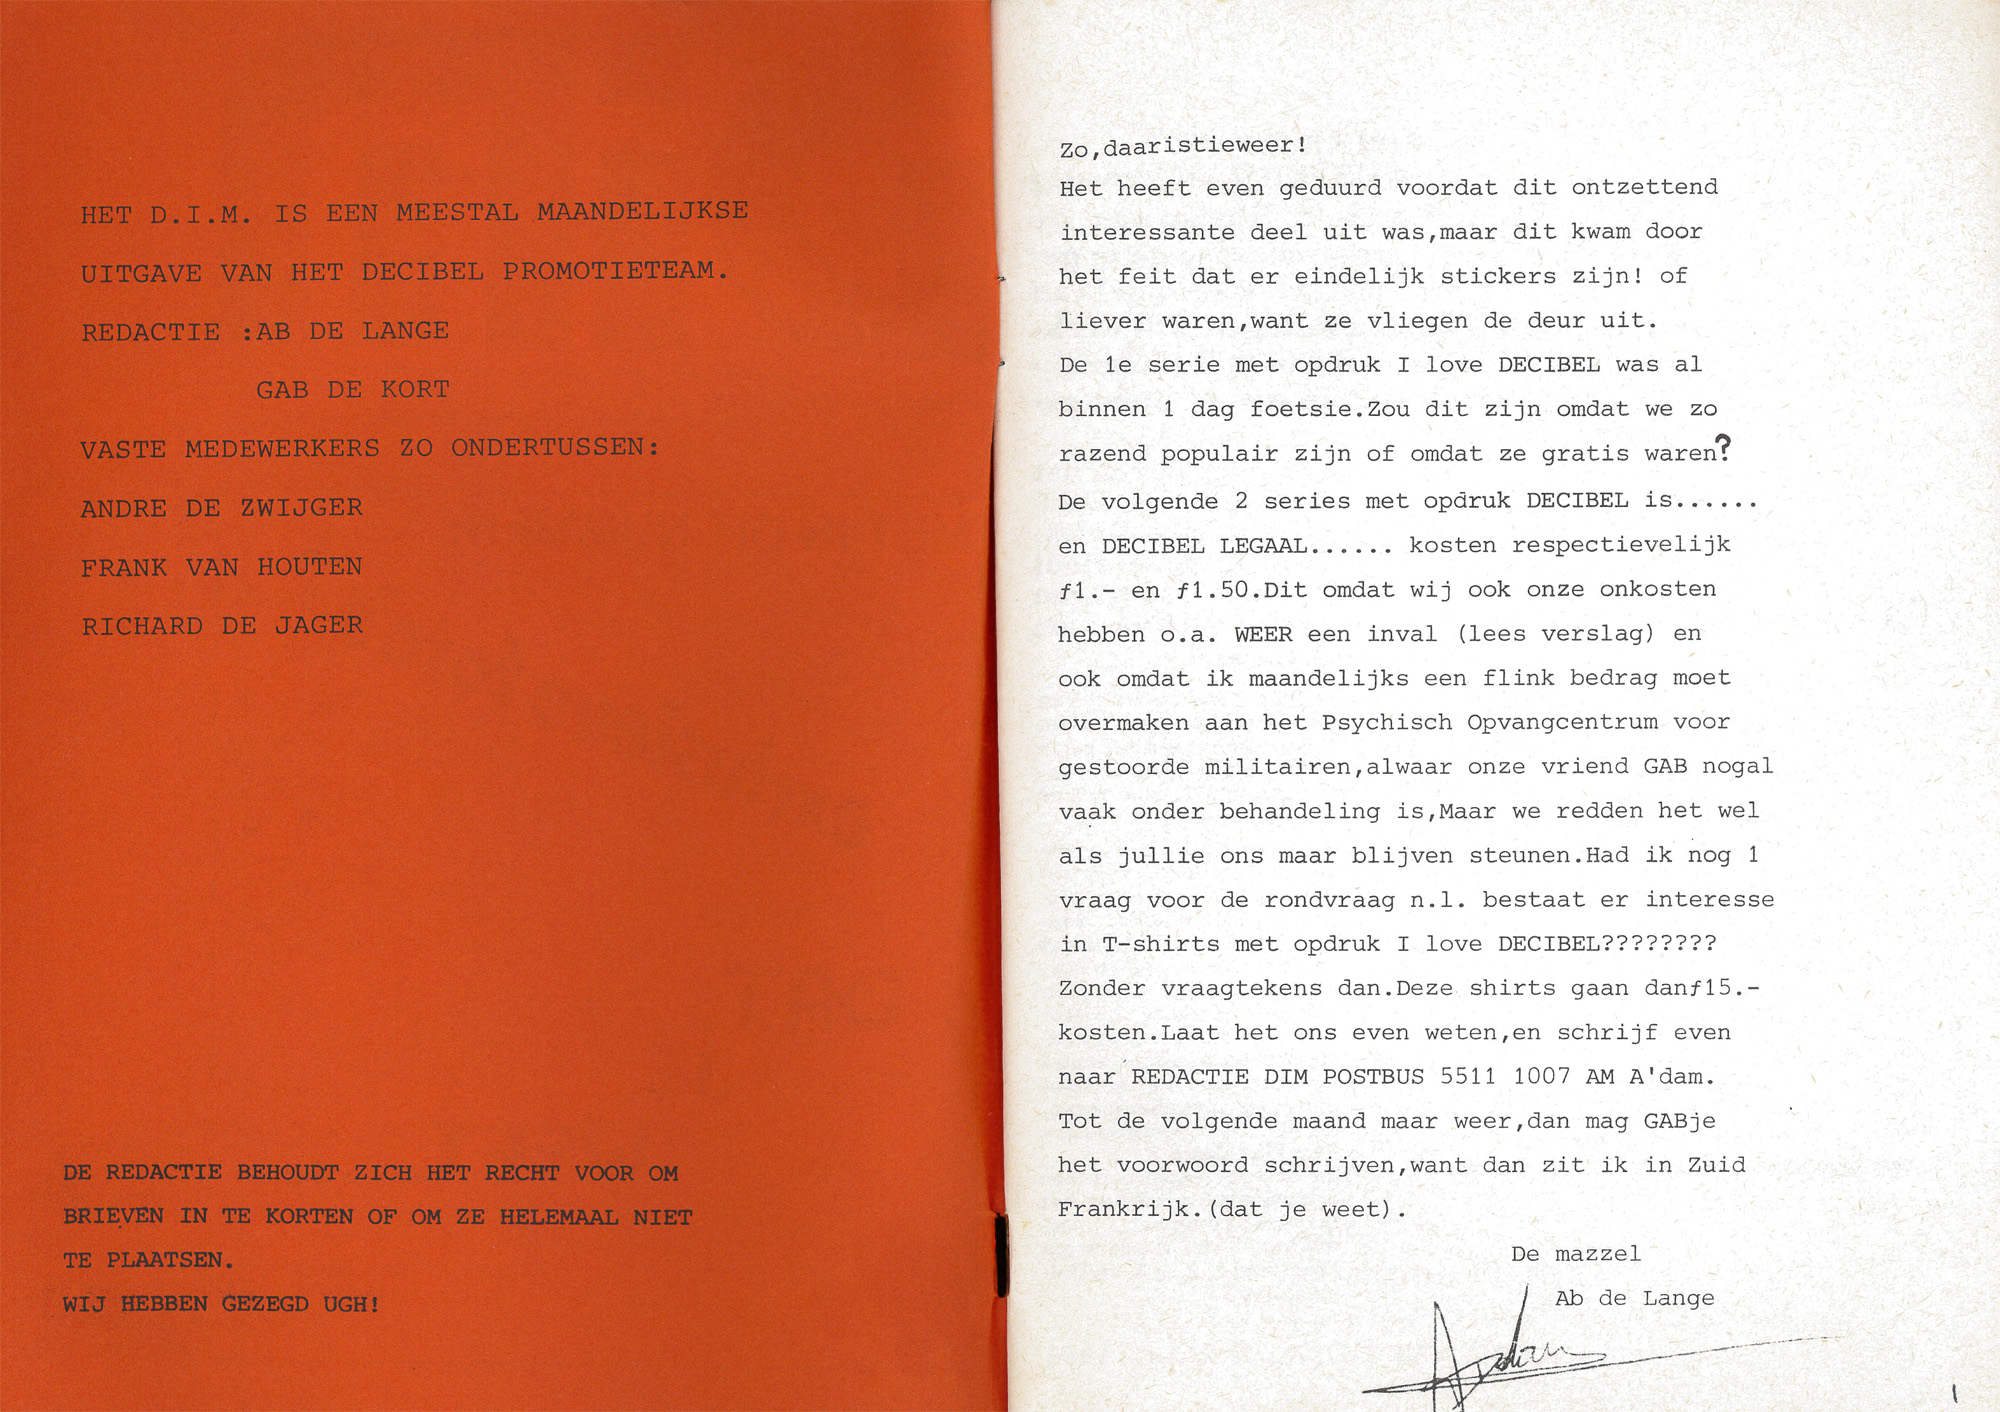 HET D.I.M. IS EEN MEESTAL MAANDELIJKSE
UITGAVE VAN HET DECIBEL PROMOTIETEAM.
REDACTIE :AB DE LANGE
GAB DE KORT
VASTE MEDEWERKERS ZO ONDERTUSSEN:
ANDRE DE ZWIJGER
FRANK VAN HOUTEN
RICHARD DE JAGER
DE REDACTIE BEHOUDT ZICH HET RECHT VOOR OM
BRIEVEN IN TE KORTEN OF OM ZE HELEMAAL NIET
TE PLAATSEN.
WIJ HEBBEN GEZEGD UGH!
Zo,daaristieweer!
Het heeft even geduurd voordat dit ontzettend
interessante deel uit was,maar dit kwam door
het feit dat er eindelijk stickers zijn! of
liever waren,want ze vliegen de deur uit.
De 1e serie met opdruk I love DECIBEL was al
binnen 1 dag foetsie.Zou dit zijn omdat we zo
razend populair zijn of omdat ze gratis waren?
De volgende 2 series met opdruk DECIBEL is......
en DECIBEL LEGAAL...... kosten respectievelijk
ƒ1.- en ƒ1.50.Dit omdat wij ook onze onkosten
hebben o.a. WEER een inval (lees verslag) en
ook omdat ik maandelijks een flink bedrag moet
overmaken aan het Psychisch Opvangcentrum voor
gestoorde militairen,alwaar onze vriend GAB nogal
vaak onder behandeling is,Maar we redden het wel
als jullie ons maar blijven steunen.Had ik nog 1
vraag voor de rondvraag n.l. bestaat er interesse
in T-shirts met opdruk I love DECIBEL????????
Zonder vraagtekens dan.Deze shirts gaan danƒ15.-
kosten.Laat het ons even weten,en schrijf even
naar REDACTIE DIM POSTBUS 5511 1007 AM A'dam.
Tot de volgende maand maar weer,dan mag GABje
het voorwoord schrijven,want dan zit ik in Zuid
Frankrijk.(dat je weet).
De mazzel
Ab de Lange
1